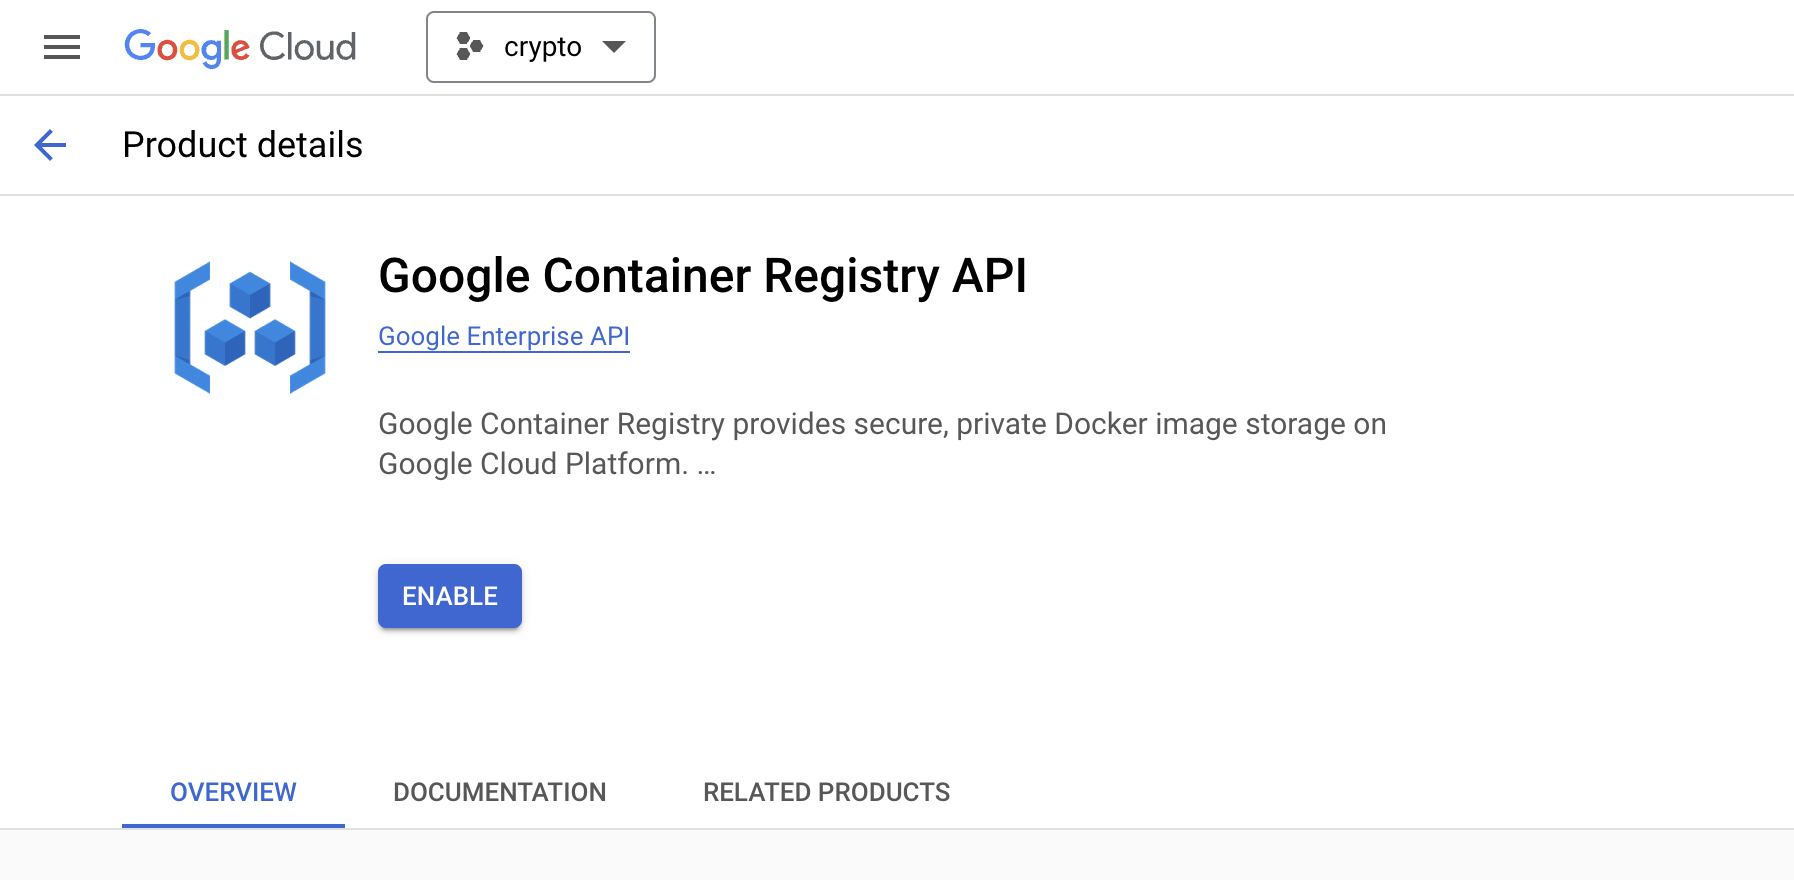 Google Cloud
crypto
Product details
Google Container Registry API
Google Enterprise API
Google Container Registry provides secure, private Docker image storage on
Google Cloud Platform. ...
ENABLE
OVERVIEW
DOCUMENTATION
RELATED PRODUCTS